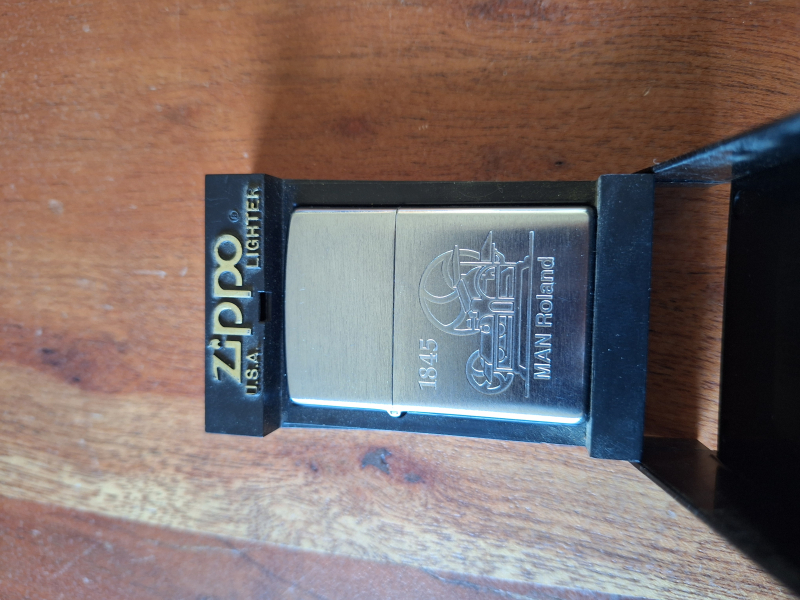 Zippo®
U.S.A. LIGHTER
1845
MAN Roland